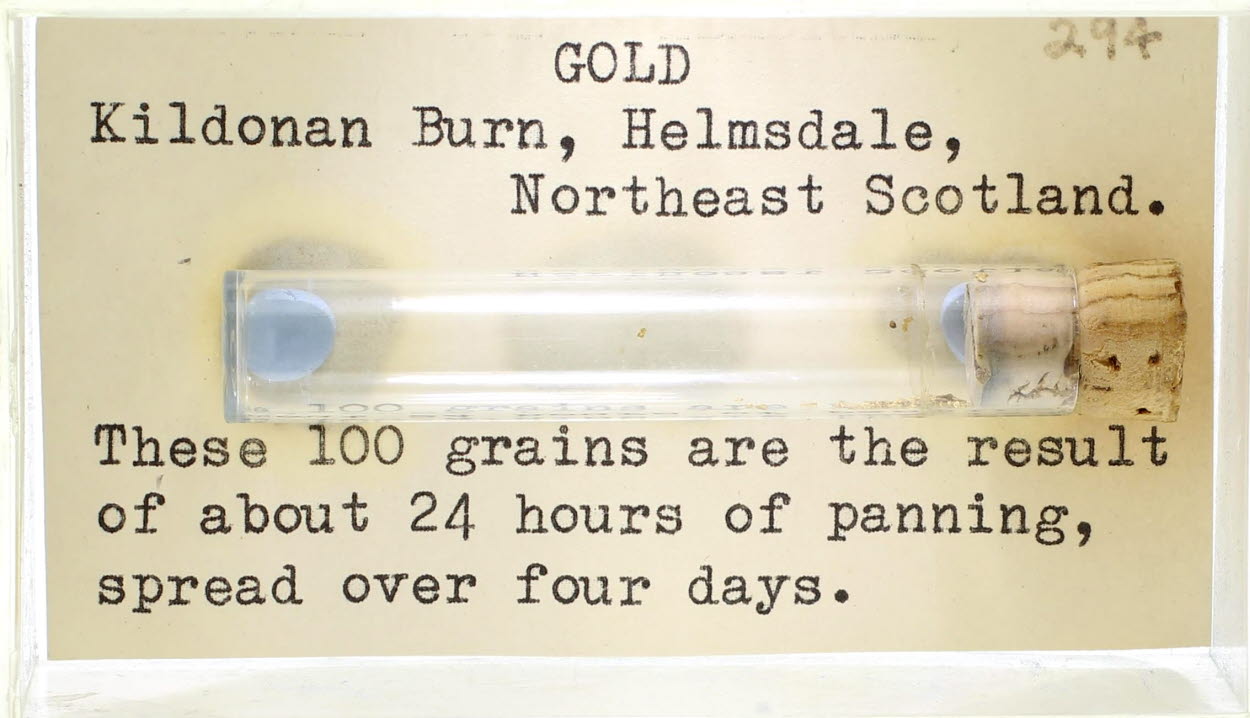 294
GOLD
Kildonan Burn, Helmsdale,
Northeast Scotland.
These 100 grains are the result
of about 24 hours of panning,
spread over four days.